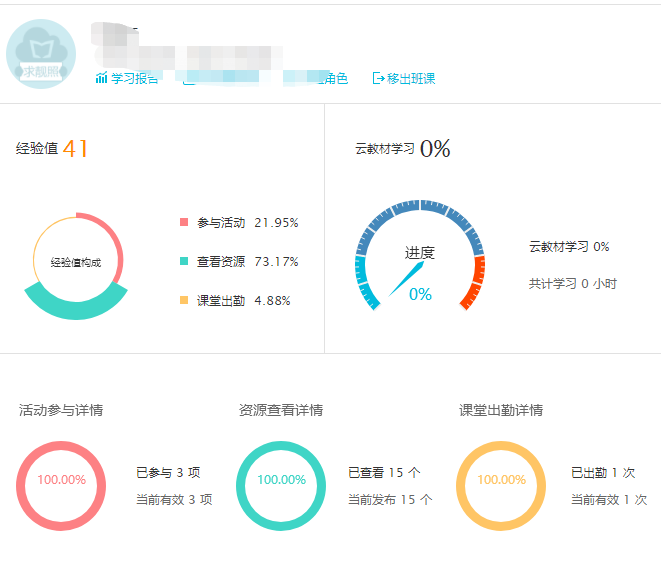 求靓照
学习报告 角色 移出班课
经验值 41
云教材学习 0%
经验值构成
参与活动 21.95%
查看资源 73.17%
课堂出勤 4.88%
进度
0%
云教材学习 0%
共计学习 0 小时
活动参与详情
100.00%
已参与 3 项
当前有效 3 项
资源查看详情
100.00%
已查看 15 个
当前发布 15 个
课堂出勤详情
100.00%
已出勤 1 次
当前有效 1 次